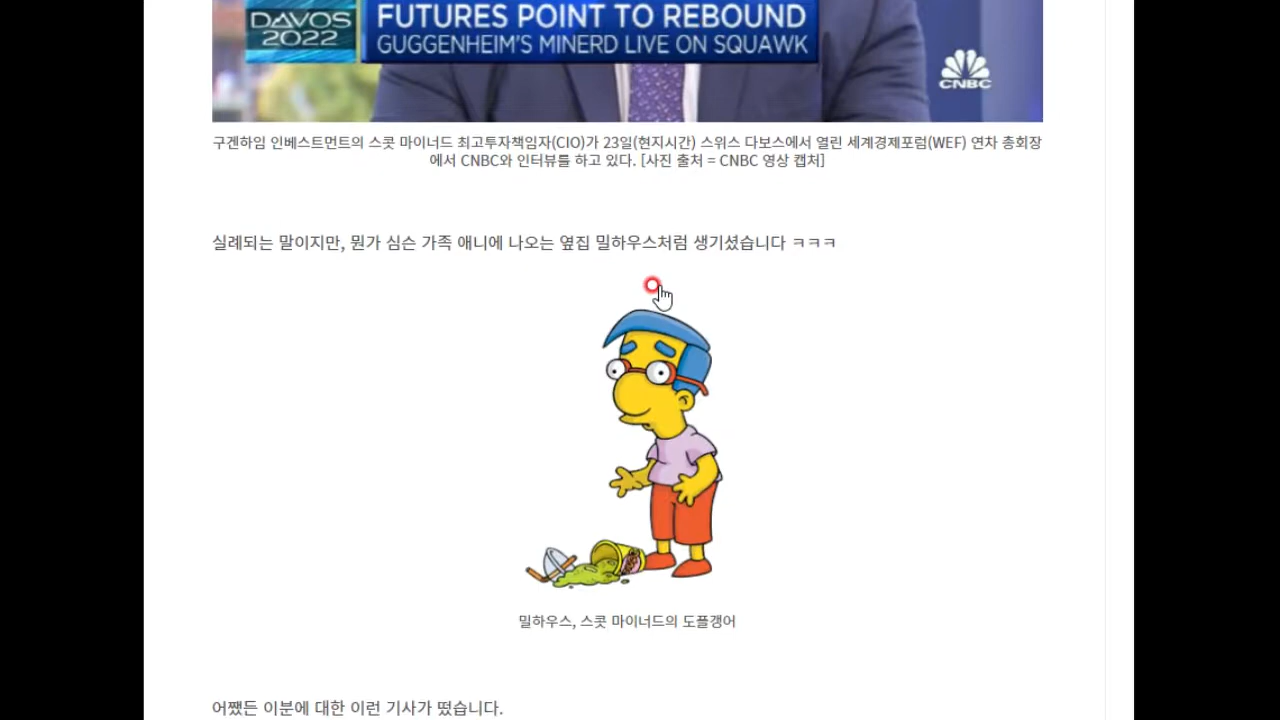 DAVOS
2022
FUTURES POINT TO REBOUND
GUGGENHEIM'S MINERD LIVE ON SQUAWK
CNBC
구겐하임 인베스트먼트의 스콧 마이너드 최고투자책임자(CIO)가 23일(현지시간) 스위스 다보스에서 열린 세계경제포럼(WEF) 연차 총회장
에서 CNBC와 인터뷰를 하고 있다. [사진 출처 = CNBC 영상 캡처]
실례되는 말이지만, 뭔가 심슨 가족 애니에 나오는 옆집 밀하우스처럼 생기셨습니다 ㅋㅋㅋ
밀하우스, 스콧 마이너드의 도플갱어
어쨌든 이분에 대한 이런 기사가 떴습니다.